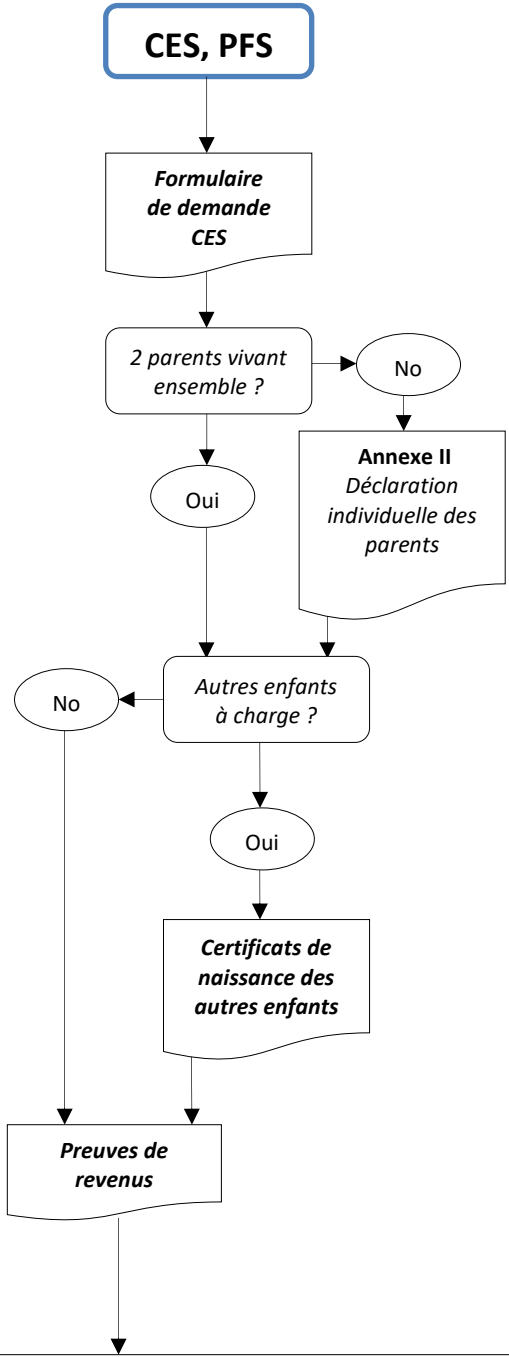 CES, PFS
Formulaire
de demande
CES
2 parents vivant
ensemble ?
No
Annexe II
Déclaration
individuelle des
parents
Oui
Autres enfants
à charge ?
No
Oui
Certificats de
naissance des
autres enfants
Preuves de
revenus